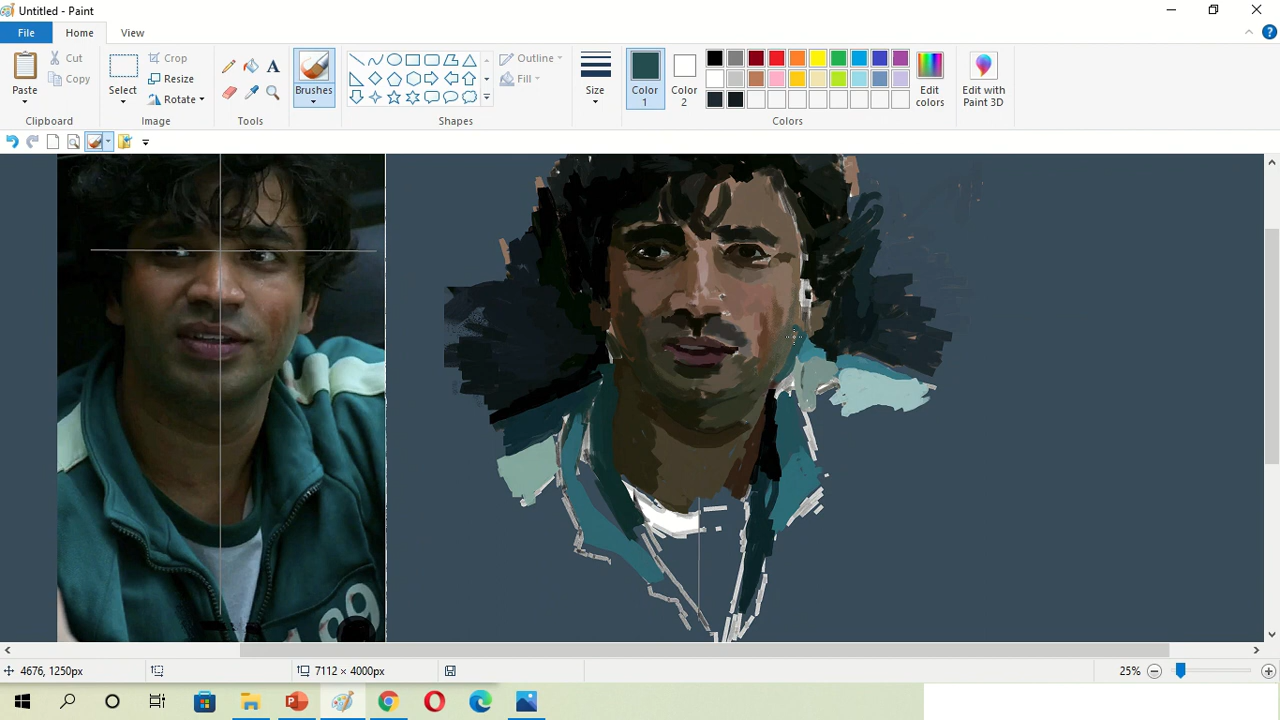 Untitled - Paint
File Home View
Paste
Cut
Copy
Clipboard
Select
Crop
Resize
Rotate
Image
A
Tools
Brushes
Outline
Fill
Shapes
Size
Color
1
Color
2
Edit
colors
Colors
Edit with
Paint 3D
?
189
4676, 1250px
7112 × 4000px
25%